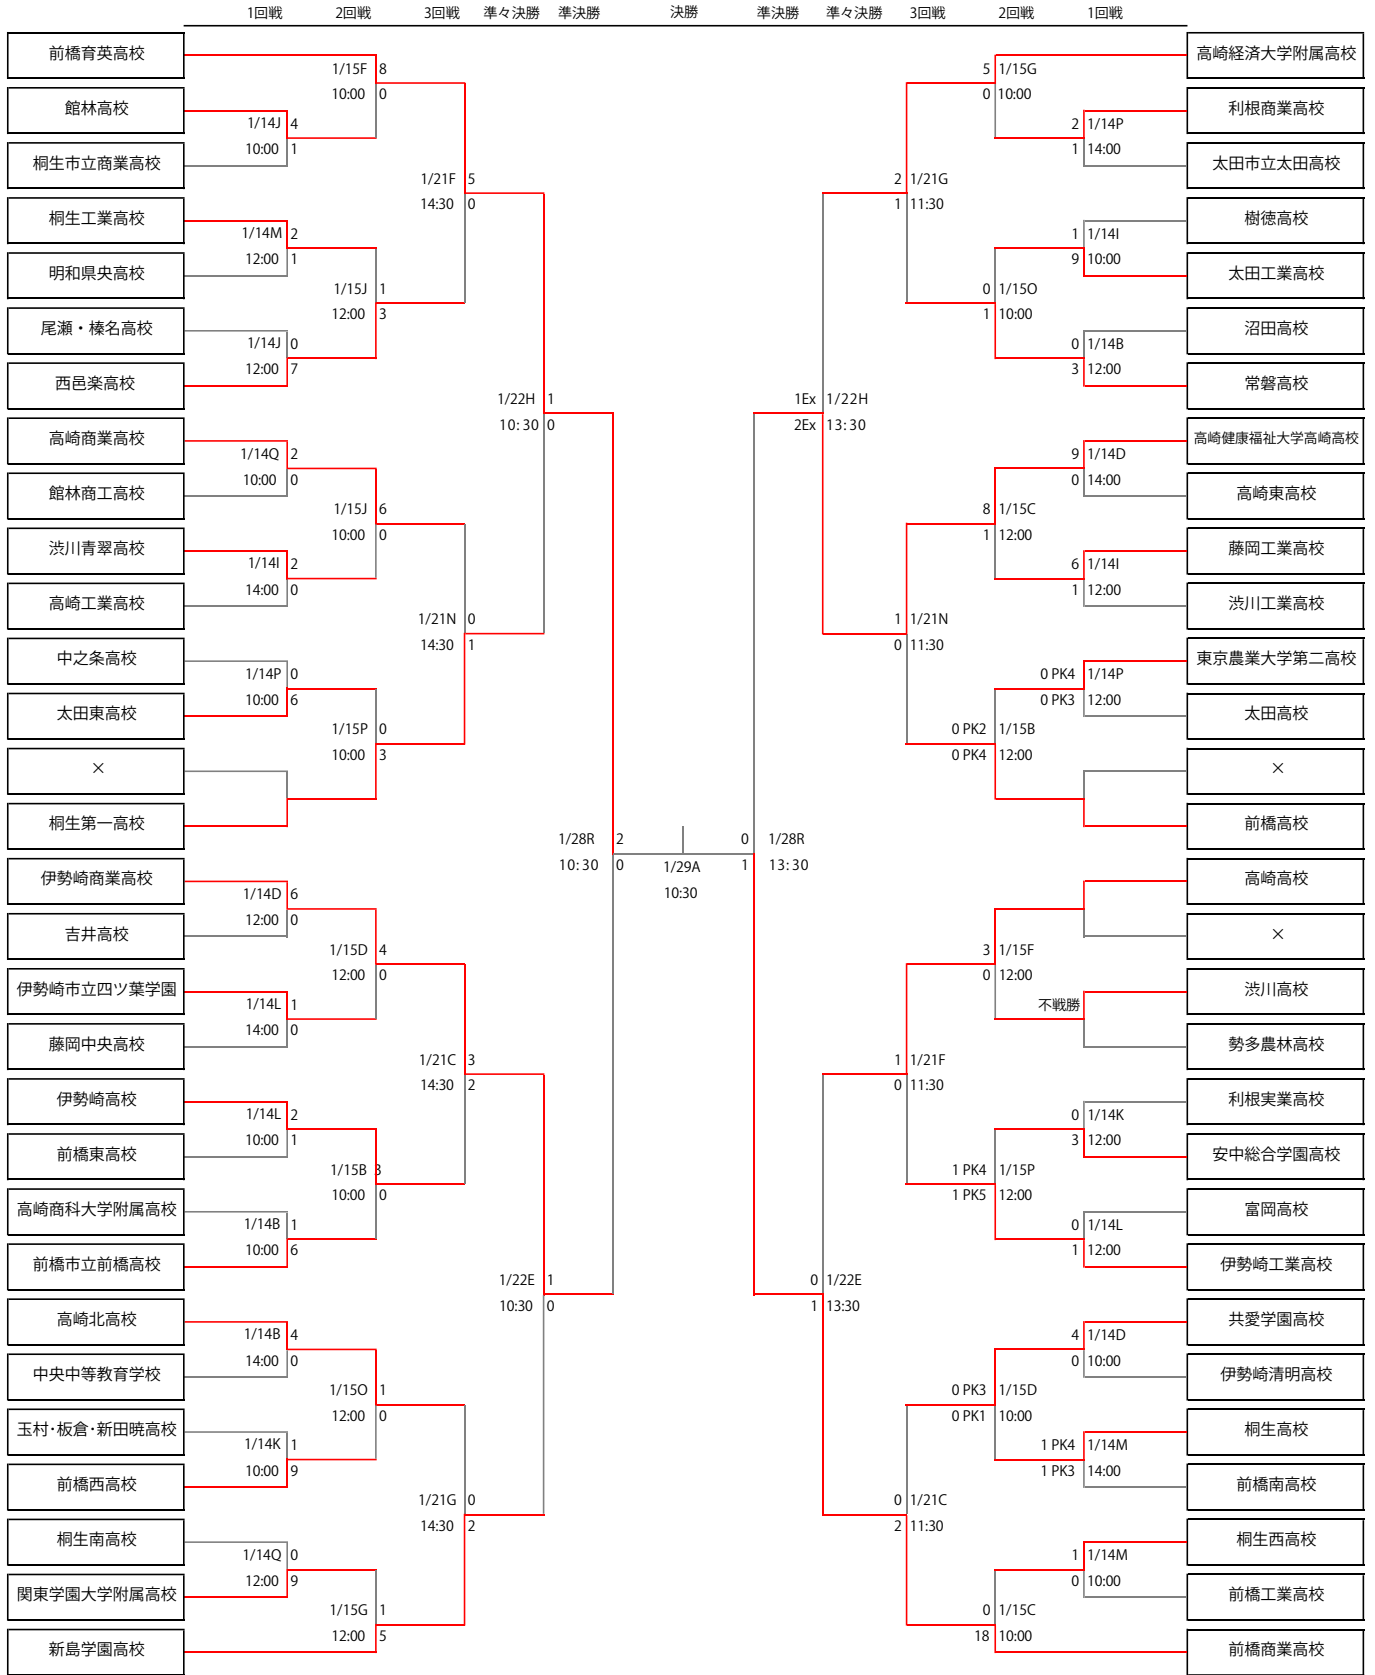 1回戦 2回戦 3回戦 準々決勝 準決勝 決勝 準決勝 準々決勝 3回戦 2回戦 1回戦
前橋育英高校
1/15F 8
10:00 0
館林高校
1/14J 4
10:00 1
桐生市立商業高校
1/21F 5
14:30 0
桐生工業高校
1/14M 2
12:00 1
明和県央高校
1/15J 1
12:00 3
尾瀬・榛名高校
1/14J 0
12:00 7
西邑楽高校
1/22H 1
10:30 0
高崎商業高校
1/14Q 2
10:00 0
館林商工高校
1/15J 6
10:00 0
渋川青翠高校
1/14I 2
14:00 0
高崎工業高校
1/21N 0
14:30 1
中之条高校
1/14P 0
10:00 6
太田東高校
1/15P 0
10:00 3
×
桐生第一高校
1/28R 2
10:30 0
伊勢崎商業高校
1/14D 6
12:00 0
吉井高校
1/15D 4
12:00 0
伊勢崎市立四ツ葉学園
1/14L 1
14:00 0
藤岡中央高校
1/21C 3
14:30 2
伊勢崎高校
1/14L 2
10:00 1
前橋東高校
1/15B 3
10:00 0
高崎商科大学附属高校
1/14B 1
10:00 6
前橋市立前橋高校
1/22E 1
10:30 0
高崎北高校
1/14B 4
14:00 0
中央中等教育学校
1/15O 1
12:00 0
玉村・板倉・新田暁高校
1/14K 1
10:00 9
前橋西高校
1/21G 0
14:30 2
桐生南高校
1/14Q 0
12:00 9
関東学園大学附属高校
1/15G 1
12:00 5
新島学園高校
1/29A
10:30
高崎経済大学附属高校
5 1/15G
0 10:00
利根商業高校
2 1/14P
1 14:00
太田市立太田高校
2 1/21G
1 11:30
樹徳高校
1 1/14I
9 10:00
太田工業高校
0 1/15O
1 10:00
沼田高校
0 1/14B
3 12:00
常磐高校
1Ex 1/22H
2Ex 13:30
高崎健康福祉大学高崎高校
9 1/14D
0 14:00
高崎東高校
8 1/15C
1 12:00
藤岡工業高校
6 1/14I
1 12:00
渋川工業高校
1 1/21N
0 11:30
東京農業大学第二高校
0 PK4 1/14P
0 PK3 12:00
太田高校
0 PK2 1/15B
0 PK4 12:00
×
前橋高校
0 1/28R
1 13:30
高崎高校
×
3 1/15F
0 12:00
渋川高校
不戦勝
勢多農林高校
1 1/21F
0 11:30
利根実業高校
0 1/14K
3 12:00
安中総合学園高校
1 PK4 1/15P
1 PK5 12:00
富岡高校
0 1/14L
1 12:00
伊勢崎工業高校
0 1/22E
1 13:30
共愛学園高校
4 1/14D
0 10:00
伊勢崎清明高校
0 PK3 1/15D
0 PK1 10:00
桐生高校
1 PK4 1/14M
1 PK3 14:00
前橋南高校
0 1/21C
2 11:30
桐生西高校
1 1/14M
0 10:00
前橋工業高校
0 1/15C
18 10:00
前橋商業高校